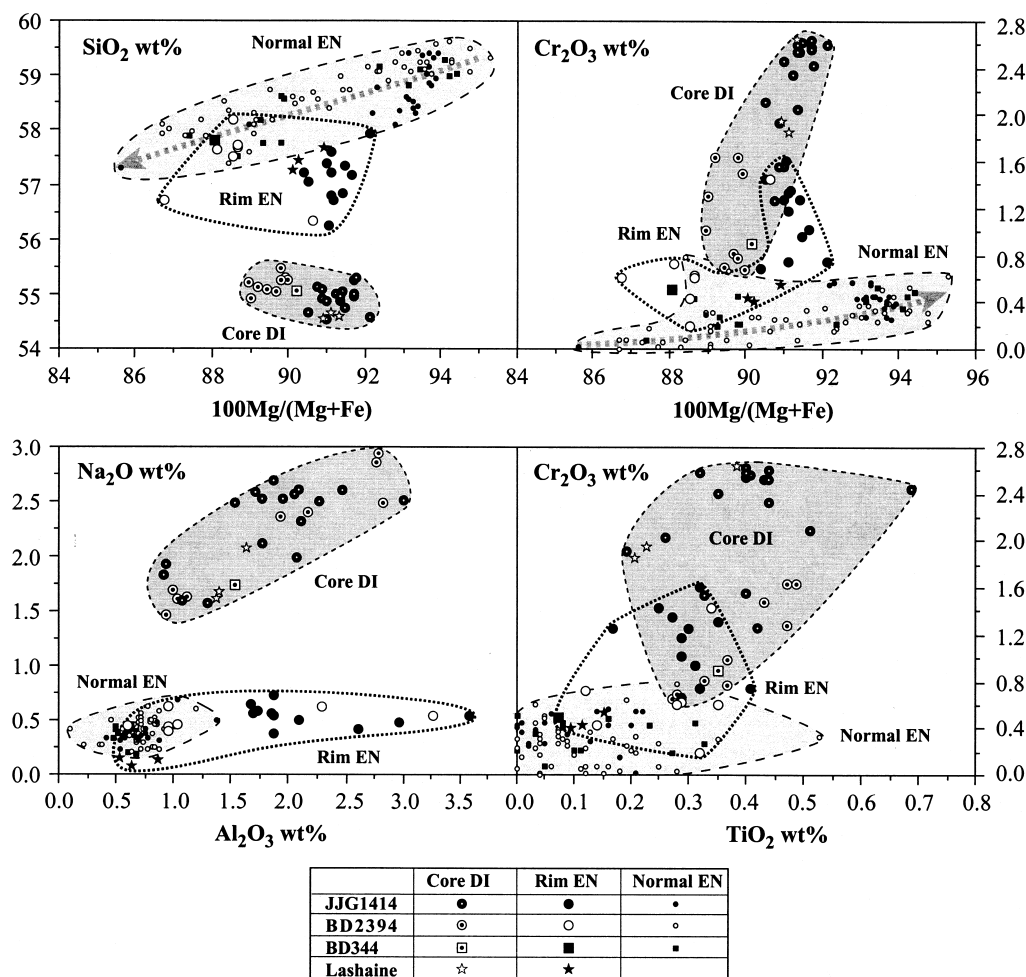 SiO2 wt%
Normal EN
Rim EN
Core DI
60
59
58
57
56
55
54
84 86 88 90 92 94 84
100Mg/(Mg+Fe)
Cr2O3 wt%
Core DI
Rim EN
Normal EN
2.8
2.4
2.0
1.6
1.2
0.8
0.4
0.0
86 88 90 92 94 96
100Mg/(Mg+Fe)
Na2O wt%
Core DI
Normal EN
Rim EN
3.0
2.5
2.0
1.5
1.0
0.5
0.0
0.0 0.5 1.0 1.5 2.0 2.5 3.0 3.5
Al2O3 wt%
Cr2O3 wt%
Core DI
Rim EN
Normal EN
2.8
2.4
2.0
1.6
1.2
0.8
0.4
0.0
0.0 0.1 0.2 0.3 0.4 0.5 0.6 0.7 0.8
TiO2 wt%
Core DI Rim EN Normal EN
JJG1414
BD2394
BD344
Lashaine